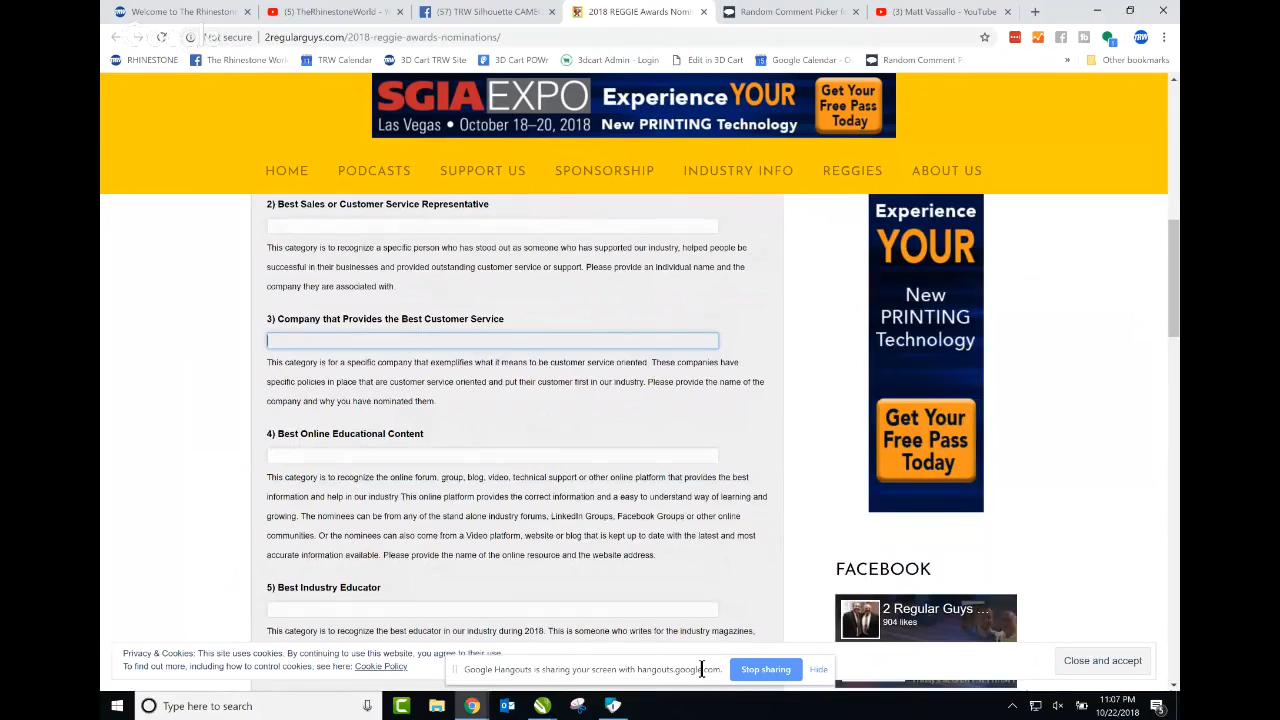 Welcome to The Rhinestone
(5) TheRhinestoneWorld - Y
(57) TRW Silhouette CAMEO
2018 REGGIE Awards Nomi
Random Comment Picker f
(3) Matt Vassallo - YouTube
Not secure | 2regularguys.com/2018-reggie-awards-nominations/
RHINESTONE
The Rhinestone Work
TRW Calendar
3D Cart TRW Site
3D Cart POWr
3dcart Admin - Login
Edit in 3D Cart
Google Calendar - O
Random Comment P
»
Other bookmarks
SGIA EXPO Experience YOUR
Las Vegas • October 18–20, 2018 New PRINTING Technology
Get Your
Free Pass
Today
HOME PODCASTS SUPPORT US SPONSORSHIP INDUSTRY INFO REGGIES ABOUT US
2) Best Sales or Customer Service Representative
This category is to recognize a specific person who has stood out as someone who has supported our industry, helped people be
successful in their businesses and provided outstanding customer service or support. Please provide an individual name and the
company they are associated with.
3) Company that Provides the Best Customer Service
This category is for a specific company that exemplifies what it means to be customer service oriented. These companies have
specific policies in place that are customer service oriented and put their customer first in our industry. Please provide the name of the
company and why you have nominated them.
4) Best Online Educational Content
This category is to recognize the online forum, group, blog, video, technical support or other online platform that provides the best
information and help in our industry This online platform provides the correct information and a easy to understand way of learning and
growing. The nominees can be from any of the stand alone industry forums, LinkedIn Groups, Facebook Groups or other online
communities. Or the nominees can also come from a Video platform, website or blog that is kept up to date with the latest and most
accurate information available. Please provide the name of the online resource and the website address.
5) Best Industry Educator
This category is to recognize the best educator in our industry during 2018. This is someone who writes for the industry magazines,
Experience
YOUR
New
PRINTING
Technology
Get Your
Free Pass
Today
FACEBOOK
2 Regular Guys ...
904 likes
Privacy & Cookies: This site uses cookies. By continuing to use this website, you agree to their use.
To find out more, including how to control cookies, see here: Cookie Policy
Close and accept
Google Hangouts is sharing your screen with hangouts.google.com.
Stop sharing
Hide
Type here to search
11:07 PM
10/22/2018
5